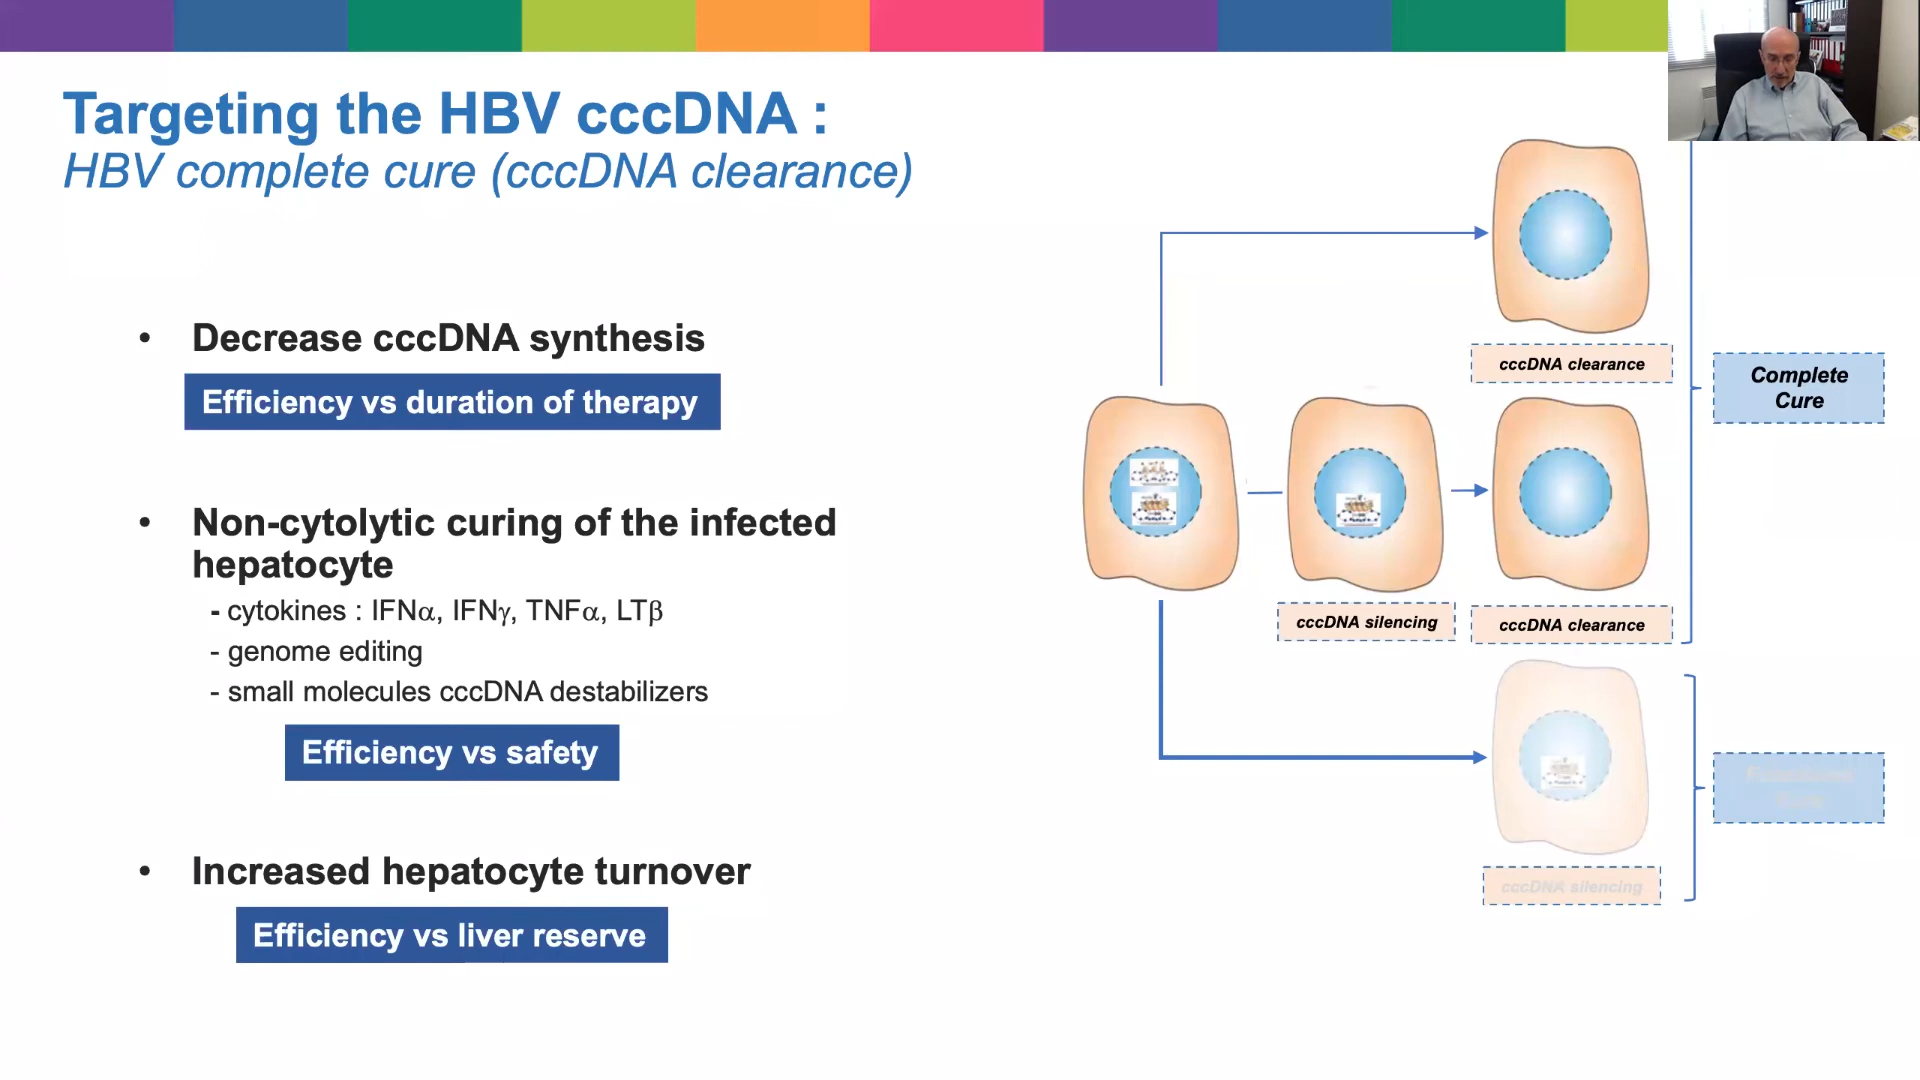 Targeting the HBV cccDNA :
HBV complete cure (cccDNA clearance)
• Decrease cccDNA synthesis
Efficiency vs duration of therapy
• Non-cytolytic curing of the infected
hepatocyte
- cytokines : IFNα, IFNγ, TNFα, LTβ
- genome editing
- small molecules cccDNA destabilizers
Efficiency vs safety
• Increased hepatocyte turnover
Efficiency vs liver reserve
cccDNA clearance
Complete
Cure
cccDNA silencing
cccDNA clearance
cccDNA silencing